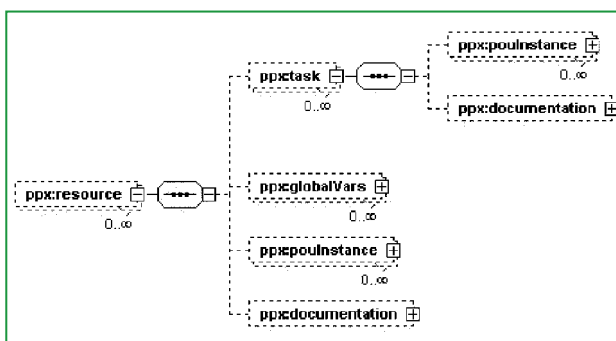 ppx:pouInstance
0..∞
ppx:task
0..∞
ppx:documentation
ppx:globalVars
0..∞
ppx:resource
0..∞
ppx:pouInstance
0..∞
ppx:documentation